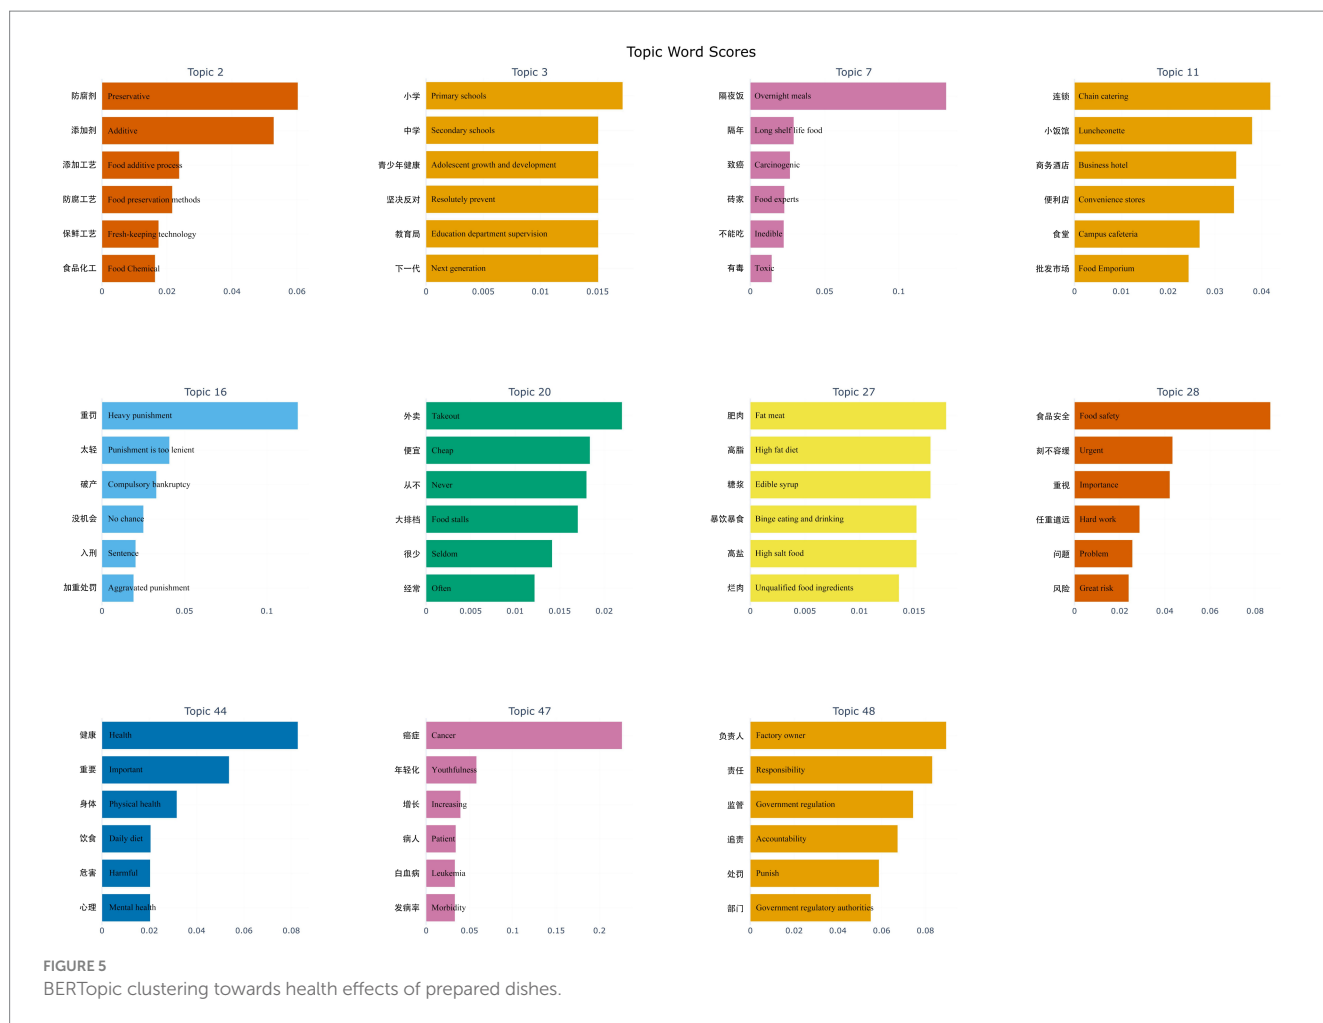 Topic Word Scores
Topic 2
防腐剂 Preservative
添加剂 Additive
添加工艺 Food additive process
防腐工艺 Food preservation methods
保鲜工艺 Fresh-keeping technology
食品化工 Food Chemical
0 0.02 0.04 0.06
Topic 3
小学 Primary schools
中学 Secondary schools
青少年健康 Adolescent growth and development
坚决反对 Resolutely prevent
教育局 Education department supervision
下一代 Next generation
0 0.005 0.01 0.015
Topic 7
隔夜饭 Overnight meals
隔年 Long shelf life food
致癌 Carcinogenic
砖家 Food experts
不能吃 Inedible
有毒 Toxic
0 0.05 0.1
Topic 11
连锁 Chain catering
小饭馆 Luncheonette
商务酒店 Business hotel
便利店 Convenience stores
食堂 Campus cafeteria
批发市场 Food Emporium
0 0.01 0.02 0.03 0.04
Topic 16
重罚 Heavy punishment
太轻 Punishment is too lenient
破产 Compulsory bankruptcy
没机会 No chance
入刑 Sentence
加重处罚 Aggravated punishment
0 0.05 0.1
Topic 20
外卖 Takeout
便宜 Cheap
从不 Never
大排档 Food stalls
很少 Seldom
经常 Often
0 0.005 0.01 0.015 0.02
Topic 27
肥肉 Fat meat
高脂 High fat diet
糖浆 Edible syrup
暴饮暴食 Binge eating and drinking
高盐 High salt food
烂肉 Unqualified food ingredients
0 0.005 0.01 0.015
Topic 28
食品安全 Food safety
刻不容缓 Urgent
重视 Importance
任重道远 Hard work
问题 Problem
风险 Great risk
0 0.02 0.04 0.06 0.08
Topic 44
健康 Health
重要 Important
身体 Physical health
饮食 Daily diet
危害 Harmful
心理 Mental health
0 0.02 0.04 0.06 0.08
Topic 47
癌症 Cancer
年轻化 Youthfulness
增长 Increasing
病人 Patient
白血病 Leukemia
发病率 Morbidity
0 0.05 0.1 0.15 0.2
Topic 48
负责人 Factory owner
责任 Responsibility
监管 Government regulation
追责 Accountability
处罚 Punish
部门 Government regulatory authorities
0 0.02 0.04 0.06 0.08
FIGURE 5
BERTopic clustering towards health effects of prepared dishes.